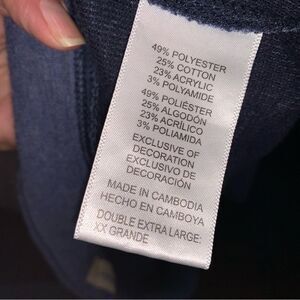 49% POLYESTER
25% COTTON
23% ACRYLIC
3% POLYAMIDE
49% POLIÉSTER
25% ALGODÓN
23% ACRÍLICO
3% POLIAMIDA
EXCLUSIVE OF
DECORATION
EXCLUSIVO DE
DECORACIÓN
MADE IN CAMBODIA
HECHO EN CAMBOYA
DOUBLE EXTRA LARGE:
XX GRANDE